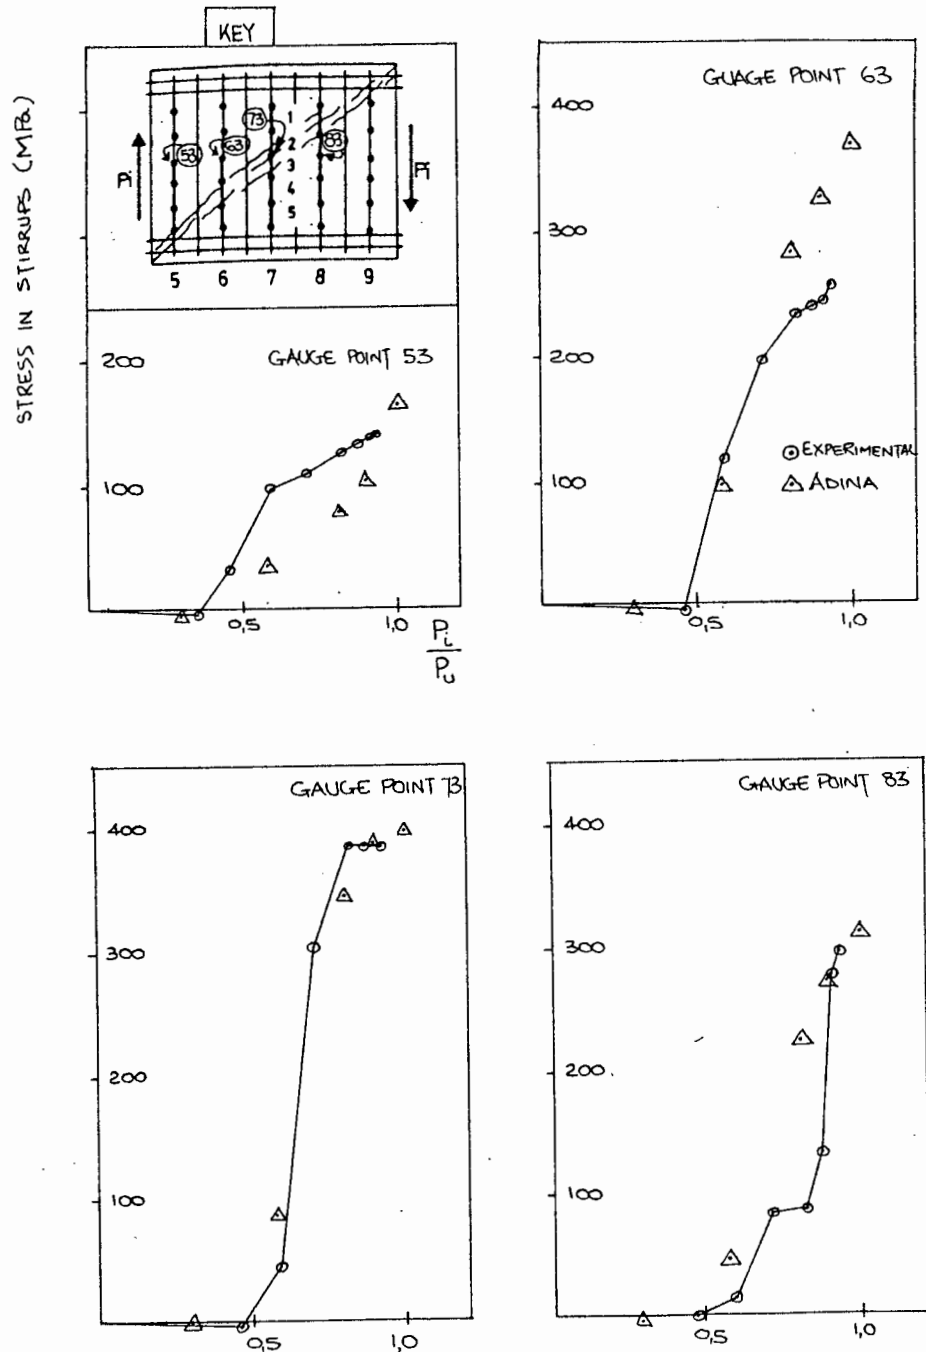 KEY
STRESS IN STIRRUPS (MPa)
Pi
Pi
53
63
73
83
1
2
3
4
5
5 6 7 8 9
GAUGE POINT 53
200
100
0,5
1,0
Pi
Pu
GUAGE POINT 63
400
300
200
100
EXPERIMENTAL
ADINA
0,5
1,0
GAUGE POINT 73
400
300
200
100
0,5
1,0
GAUGE POINT 83
400
300
200
100
0,5
1,0